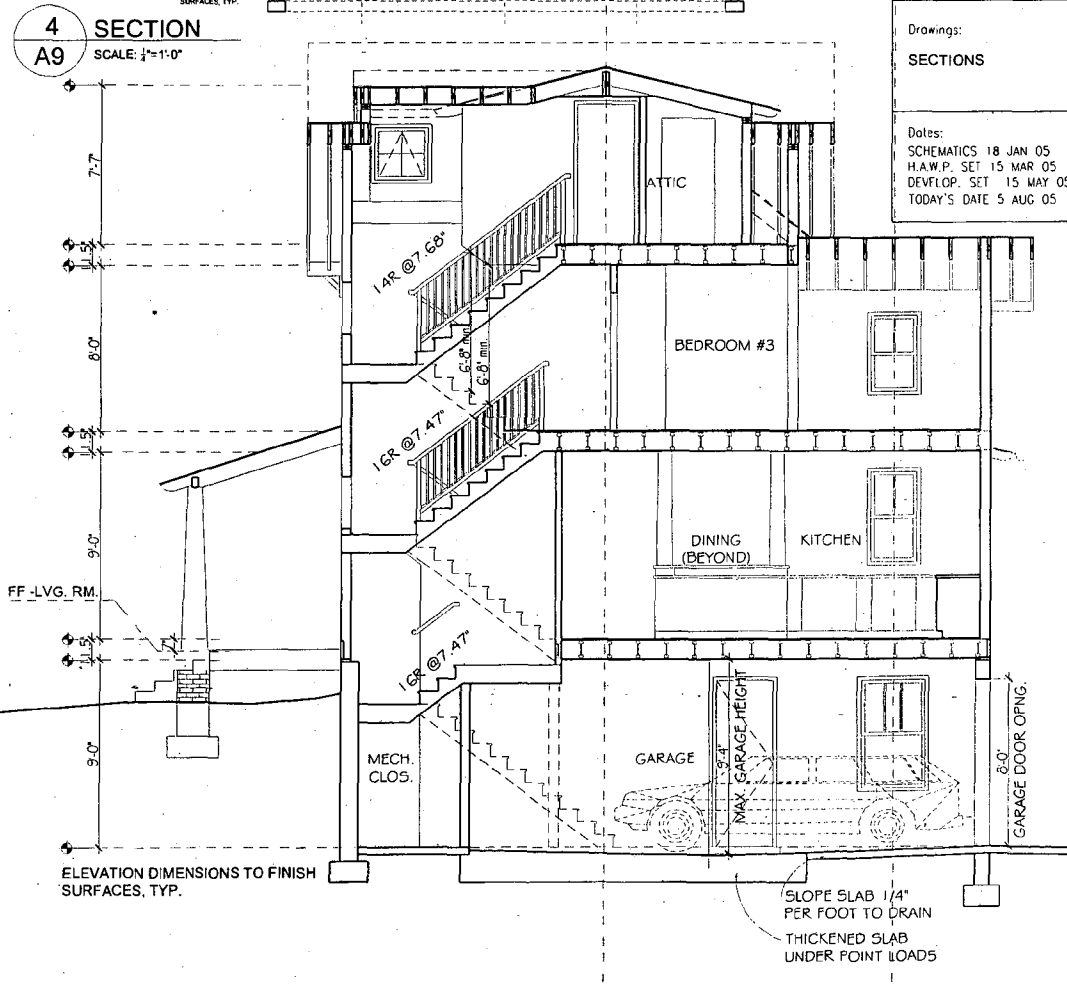 SURFACES, TYP.
4
A9
SECTION
SCALE: 1/4"=1'-0"
Drawings:
SECTIONS
Dates:
SCHEMATICS 18 JAN 05
H.A.W.P. SET 15 MAR 05
DEVELOP. SET 15 MAY 05
TODAY'S DATE 5 AUG 05
7'-7"
ATTIC
14R @7.68"
8'-0"
6'-8" min.
6'-8" min.
BEDROOM #3
16R @7.47"
9'-0"
DINING
(BEYOND)
KITCHEN
FF -LVG. RM.
16R @7.47"
9'-0"
MECH.
CLOS.
GARAGE
9'-4"
MAX. GARAGE HEIGHT
8'-0"
GARAGE DOOR OPNG.
ELEVATION DIMENSIONS TO FINISH
SURFACES, TYP.
SLOPE SLAB 1/4"
PER FOOT TO DRAIN
THICKENED SLAB
UNDER POINT LOADS